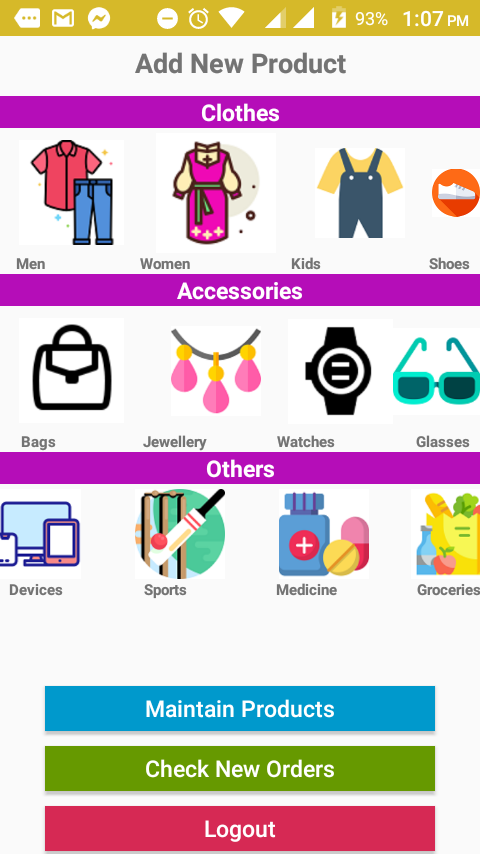 93% 1:07 PM
Add New Product
Clothes
Men Women Kids Shoes
Accessories
Bags Jewellery Watches Glasses
Others
Devices Sports Medicine Groceries
Maintain Products
Check New Orders
Logout